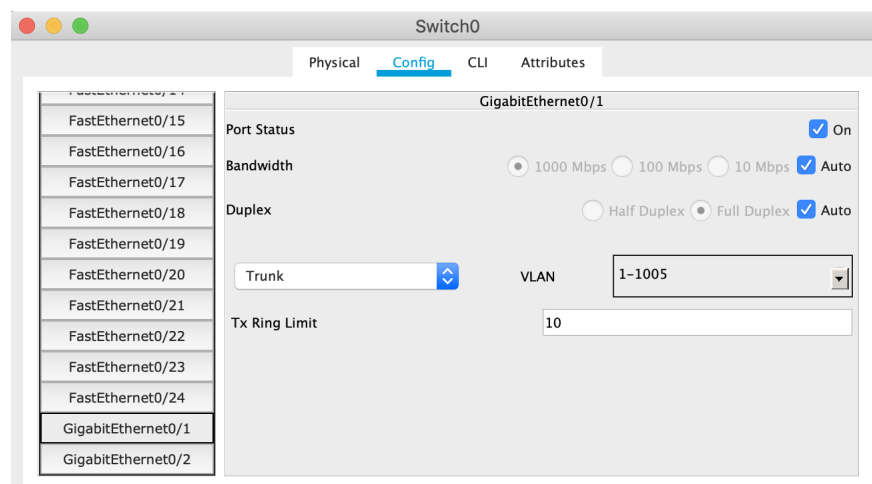 Switch0
Physical Config CLI Attributes
FastEthernet0/15
FastEthernet0/16
FastEthernet0/17
FastEthernet0/18
FastEthernet0/19
FastEthernet0/20
FastEthernet0/21
FastEthernet0/22
FastEthernet0/23
FastEthernet0/24
GigabitEthernet0/1
GigabitEthernet0/2
GigabitEthernet0/1
Port Status On
Bandwidth 1000 Mbps 100 Mbps 10 Mbps Auto
Duplex Half Duplex Full Duplex Auto
Trunk VLAN 1-1005
Tx Ring Limit 10